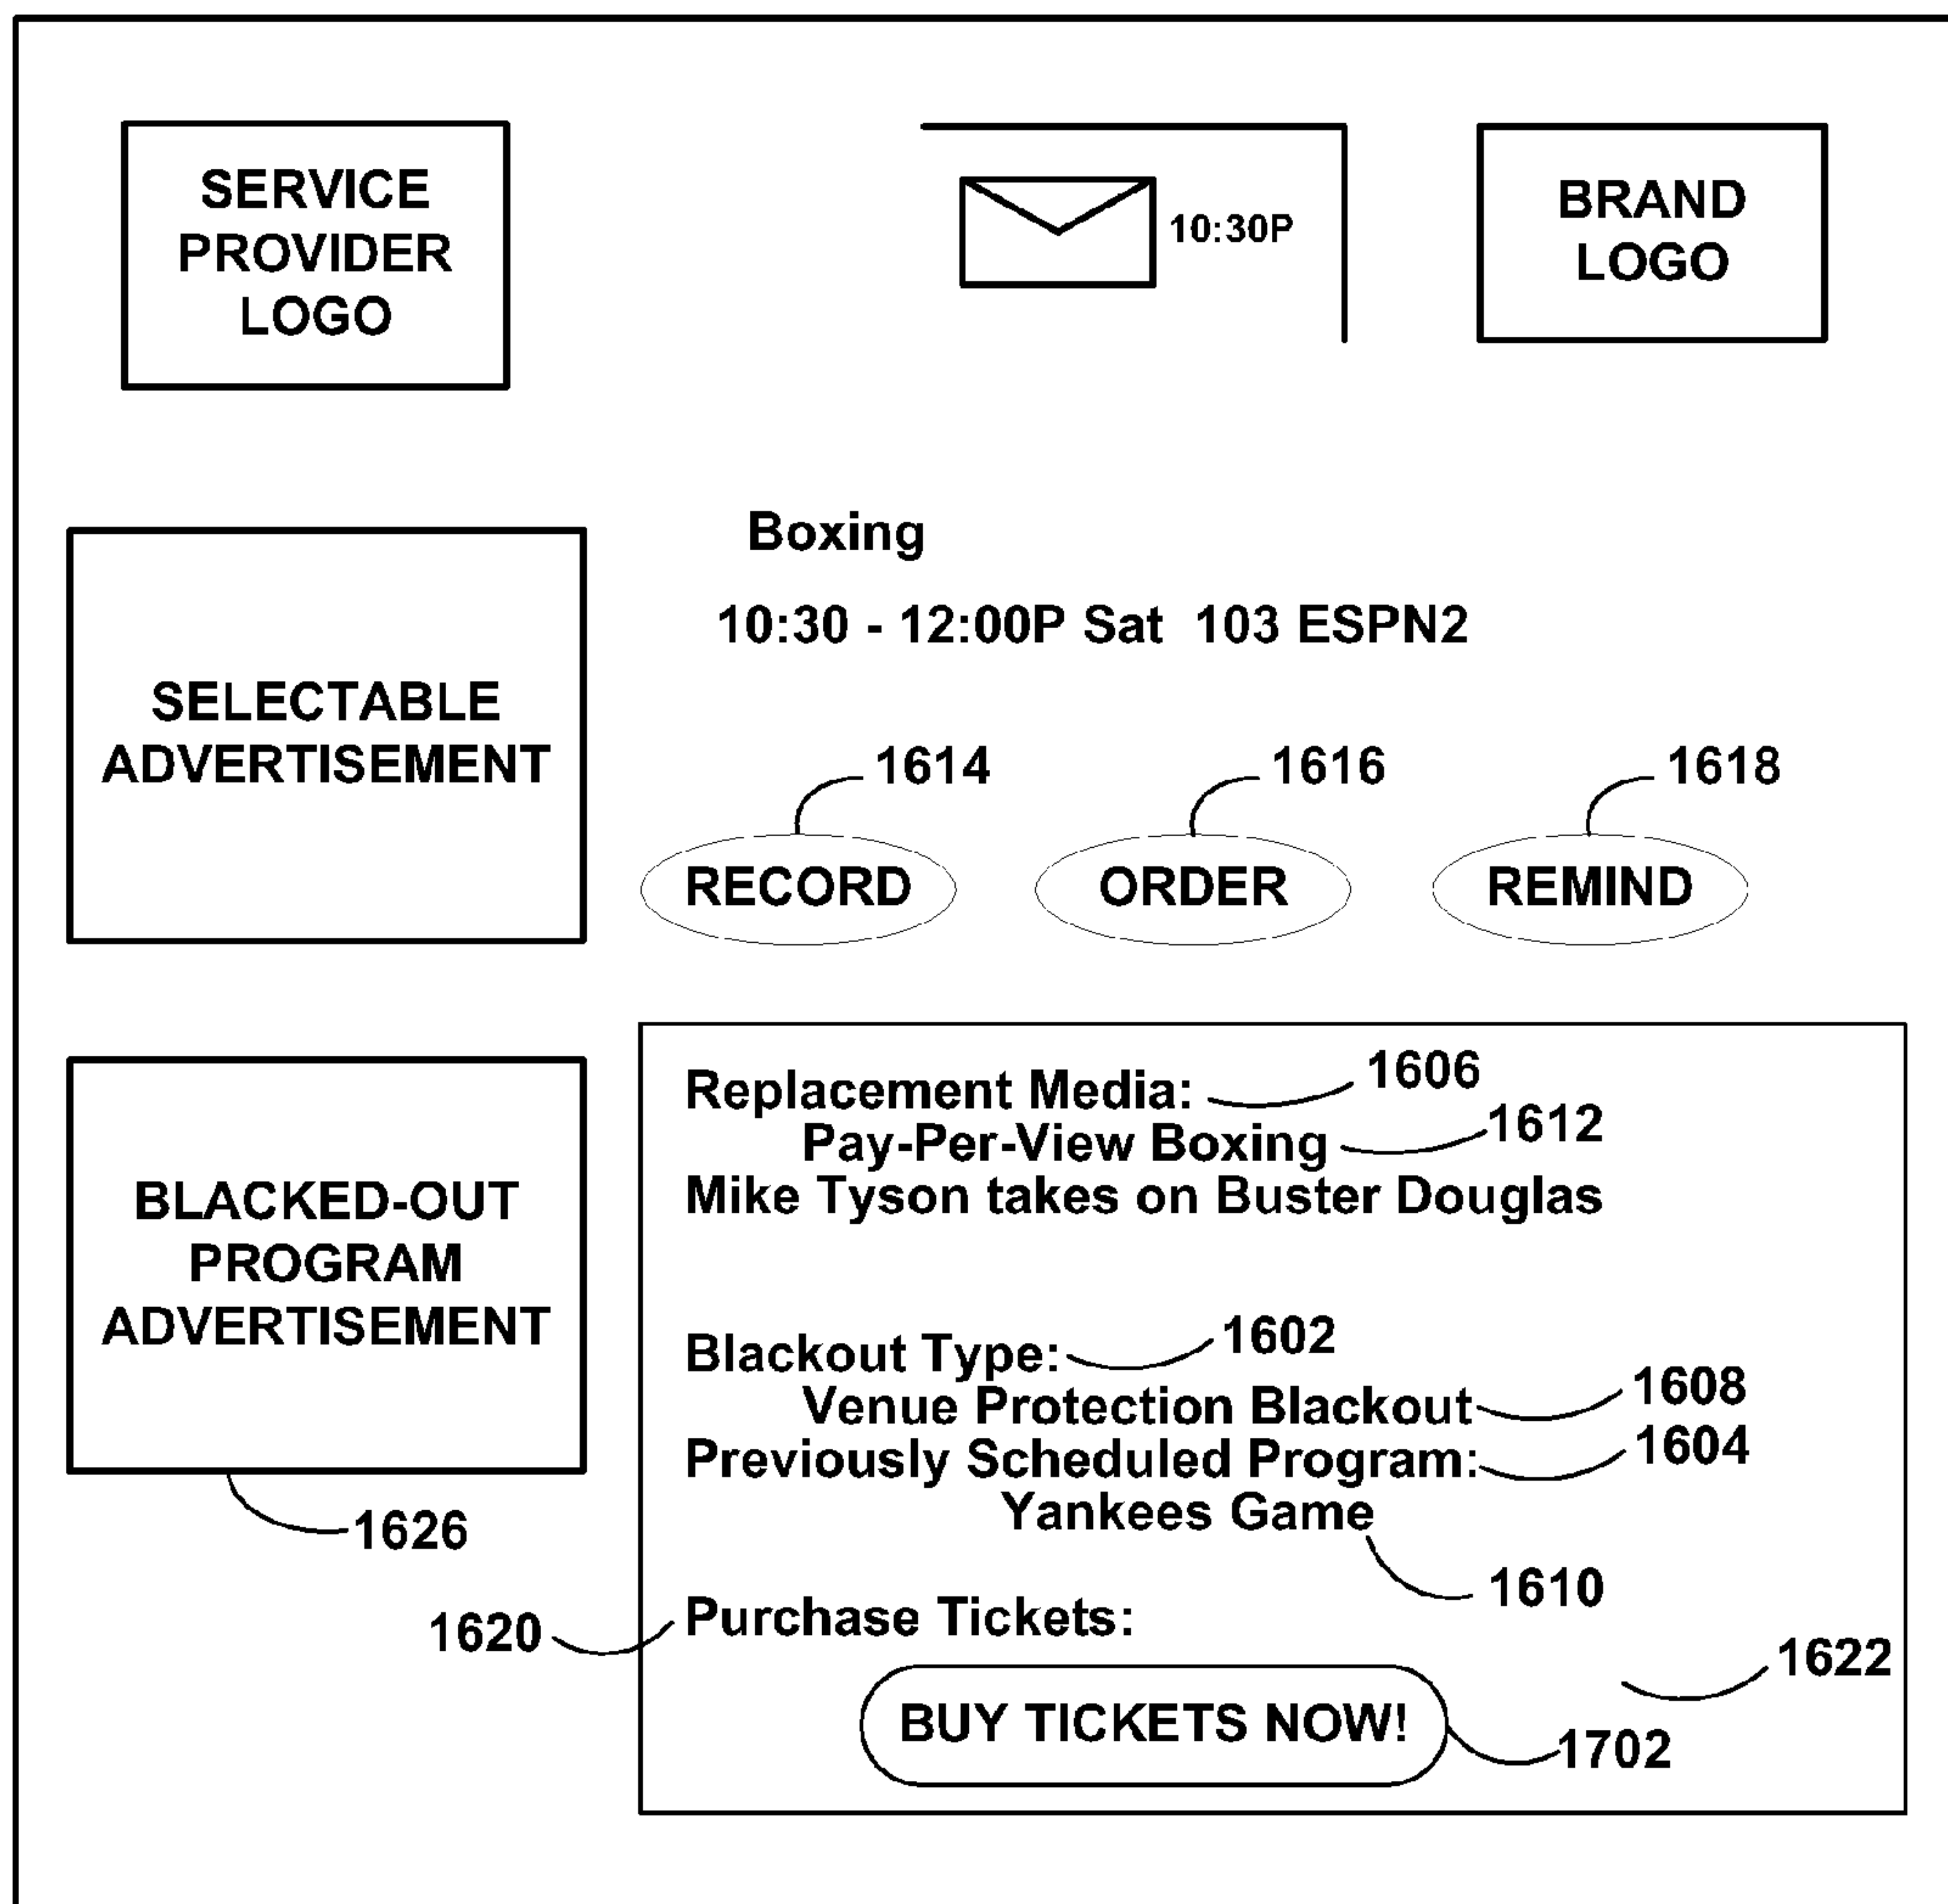 SERVICE
PROVIDER
LOGO
10:30P
BRAND
LOGO
SELECTABLE
ADVERTISEMENT
Boxing
10:30 - 12:00P Sat 103 ESPN2
1614
1616
1618
RECORD
ORDER
REMIND
BLACKED-OUT
PROGRAM
ADVERTISEMENT
1626
Replacement Media: 1606
Pay-Per-View Boxing 1612
Mike Tyson takes on Buster Douglas
Blackout Type: 1602
Venue Protection Blackout 1608
Previously Scheduled Program: 1604
Yankees Game
1610
1620 Purchase Tickets:
1622
BUY TICKETS NOW!
1702